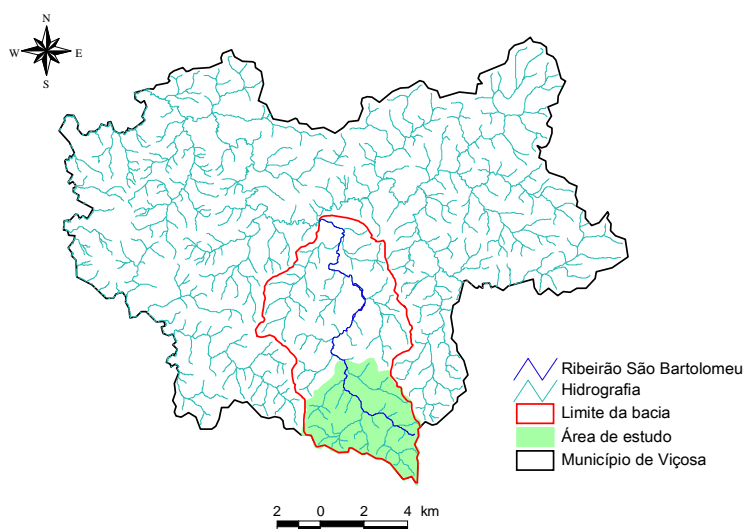 N
W E
S
Ribeirão São Bartolomeu
Hidrografia
Limite da bacia
Área de estudo
Município de Viçosa
2 0 2 4 km